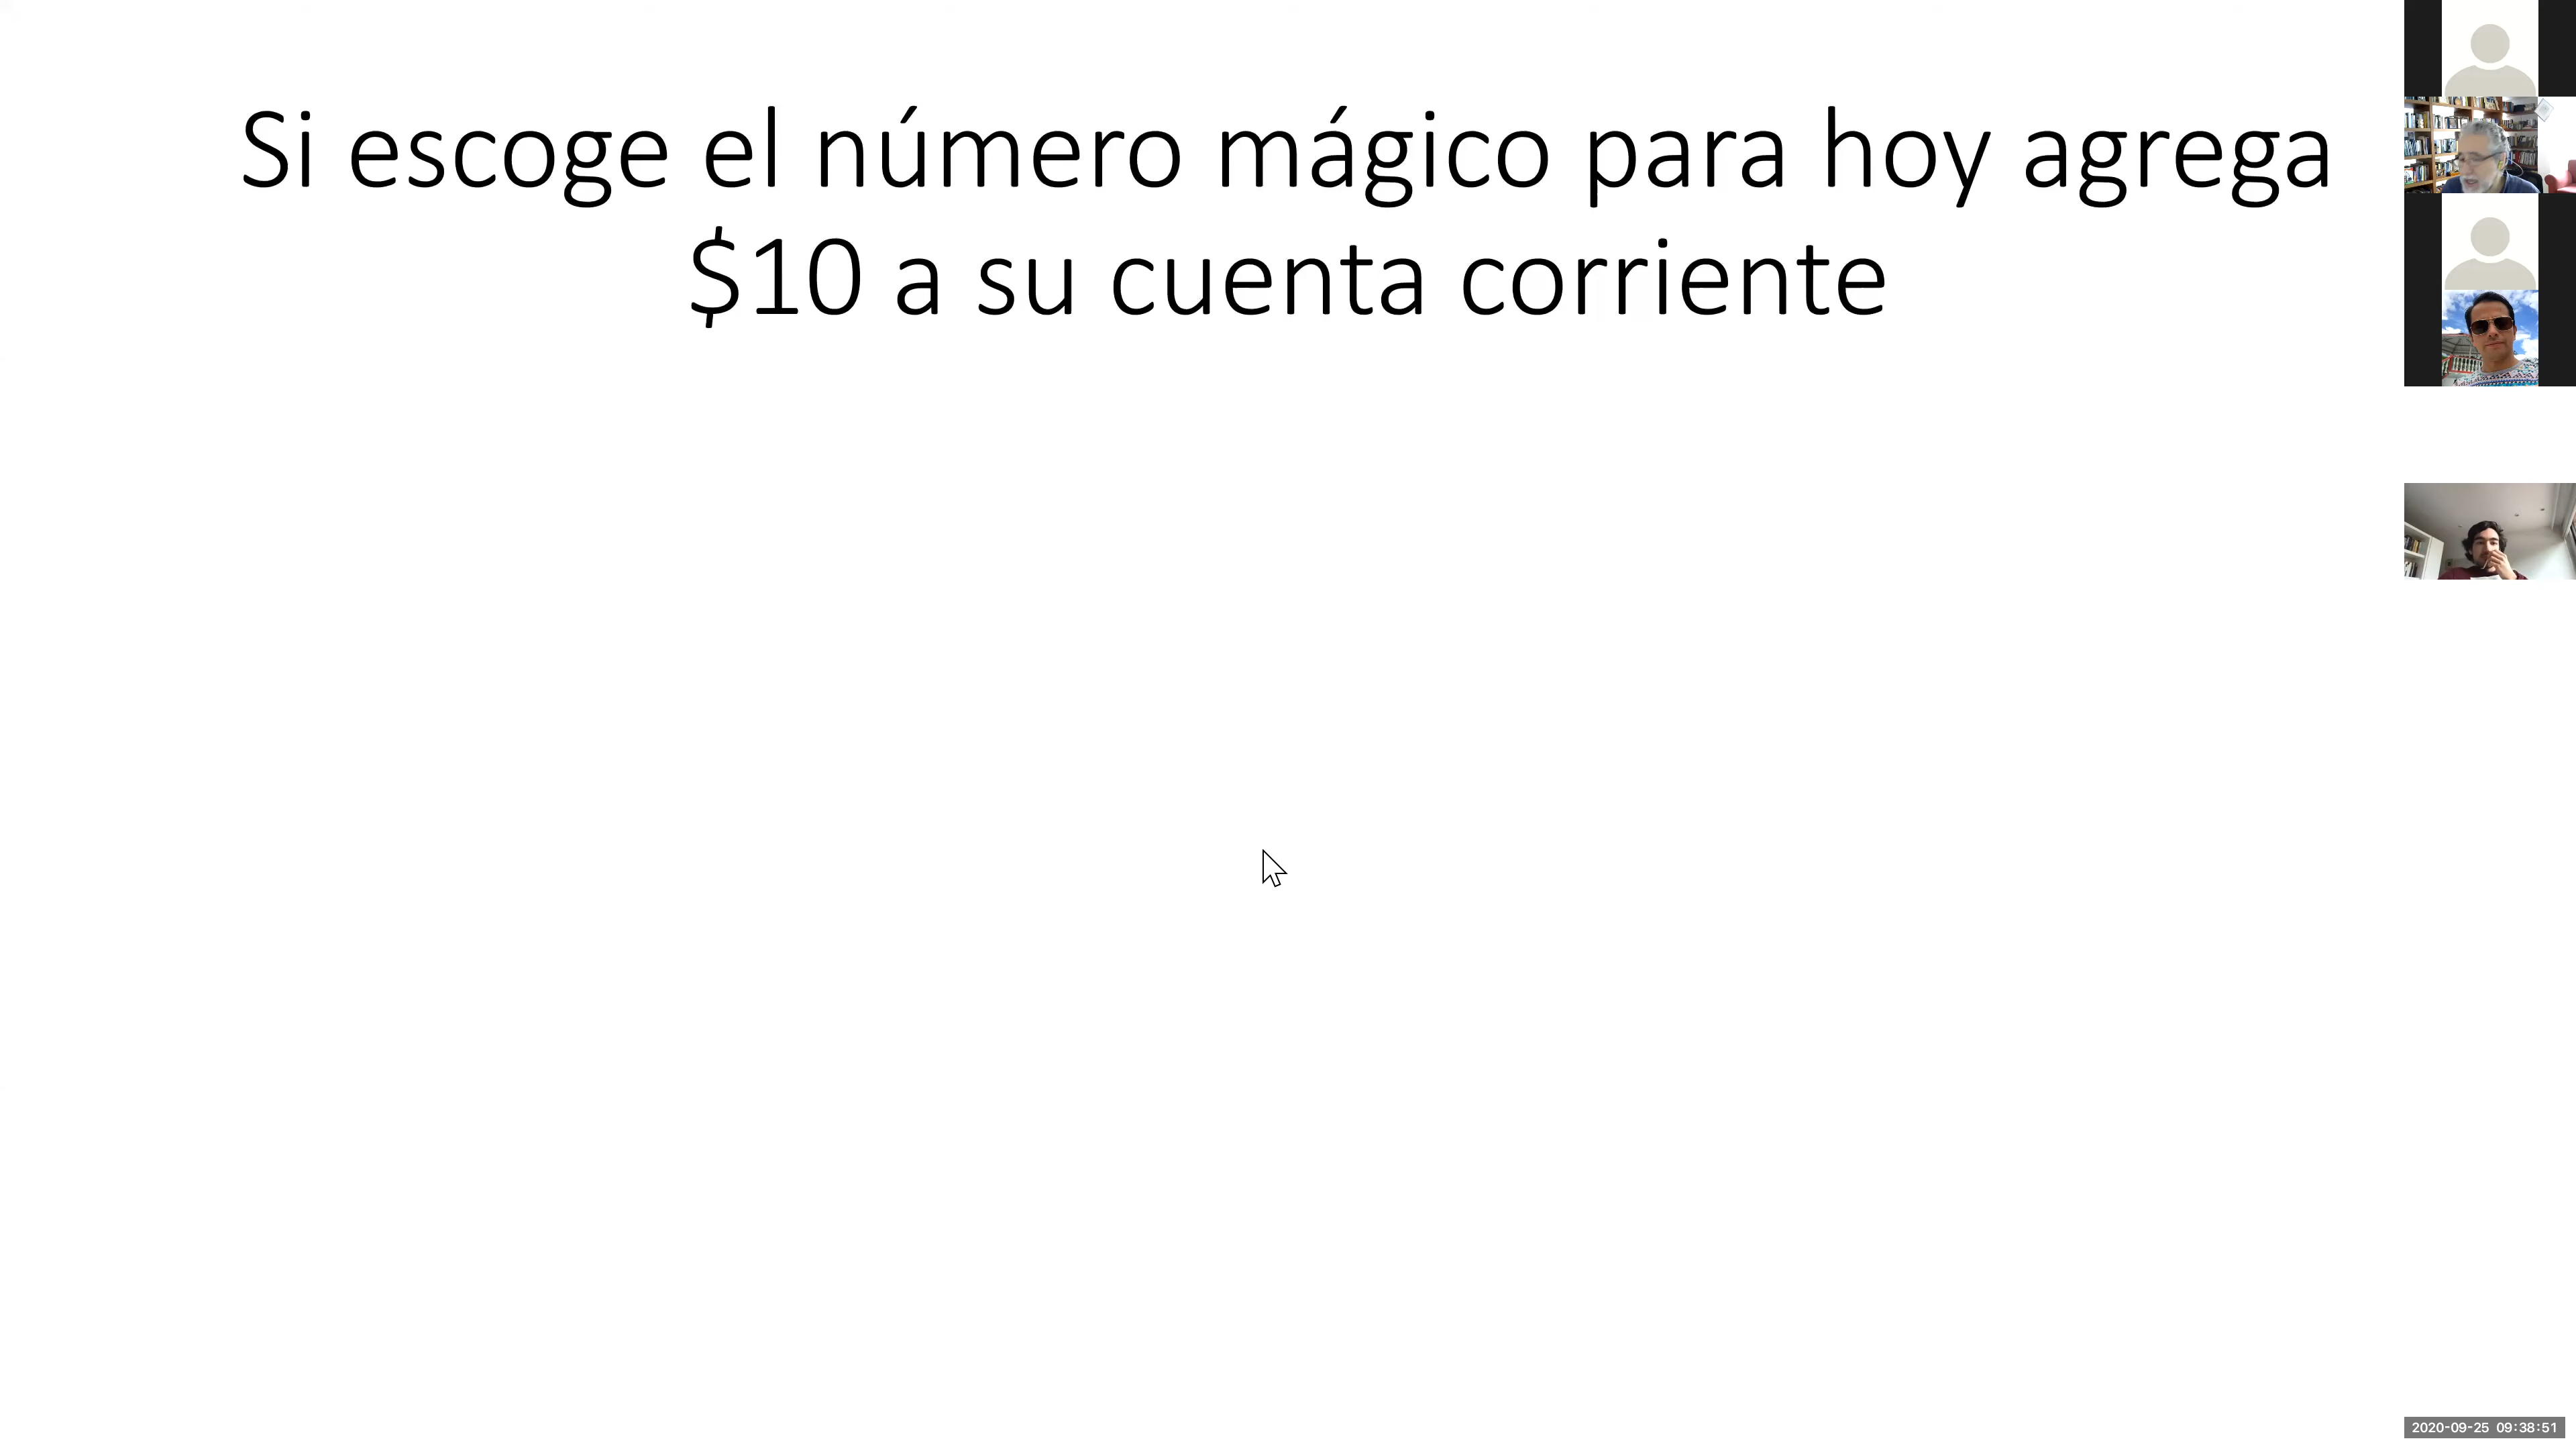 Si escoge el número mágico para hoy agrega
$10 a su cuenta corriente
2020-09-25 09:38:51